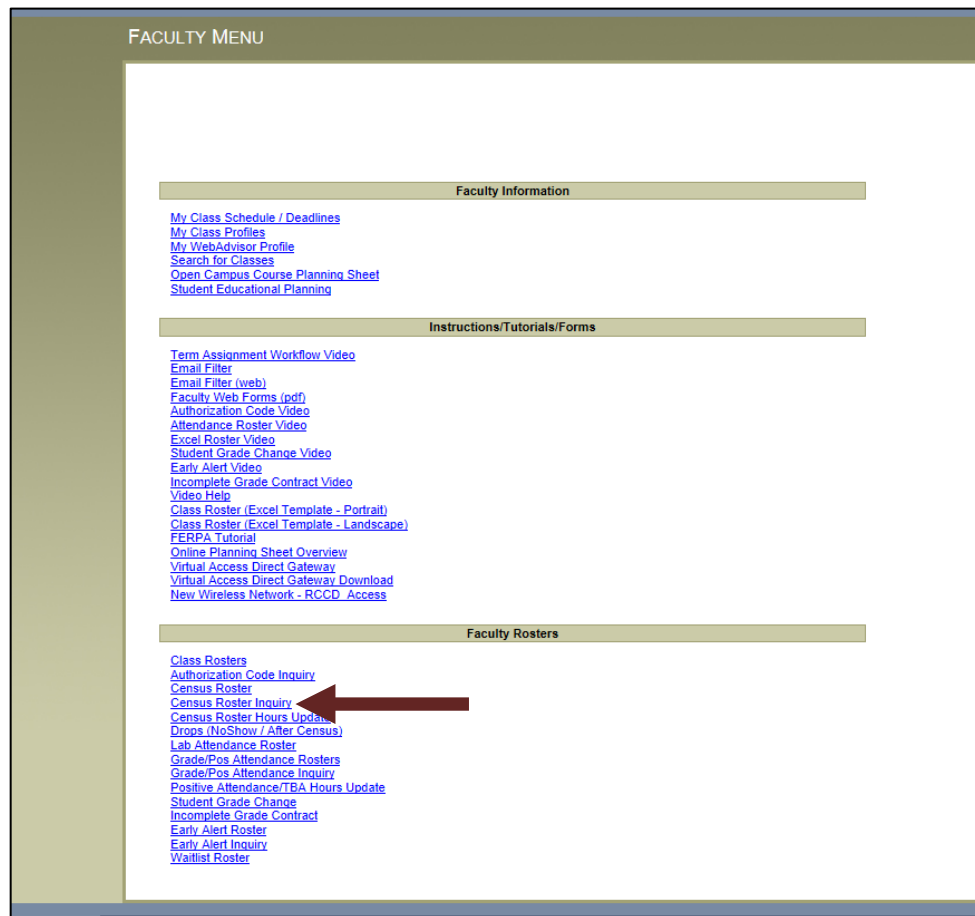 FACULTY MENU
Faculty Information
My Class Schedule / Deadlines
My Class Profiles
My WebAdvisor Profile
Search for Classes
Open Campus Course Planning Sheet
Student Educational Planning
Instructions/Tutorials/Forms
Term Assignment Workflow Video
Email Filter
Email Filter (web)
Faculty Web Forms (pdf)
Authorization Code Video
Attendance Roster Video
Excel Roster Video
Student Grade Change Video
Early Alert Video
Incomplete Grade Contract Video
Video Help
Class Roster (Excel Template - Portrait)
Class Roster (Excel Template - Landscape)
FERPA Tutorial
Online Planning Sheet Overview
Virtual Access Direct Gateway
Virtual Access Direct Gateway Download
New Wireless Network - RCCD_Access
Faculty Rosters
Class Rosters
Authorization Code Inquiry
Census Roster
Census Roster Inquiry
Census Roster Hours Update
Drops (NoShow / After Census)
Lab Attendance Roster
Grade/Pos Attendance Rosters
Grade/Pos Attendance Inquiry
Positive Attendance/TBA Hours Update
Student Grade Change
Incomplete Grade Contract
Early Alert Roster
Early Alert Inquiry
Waitlist Roster